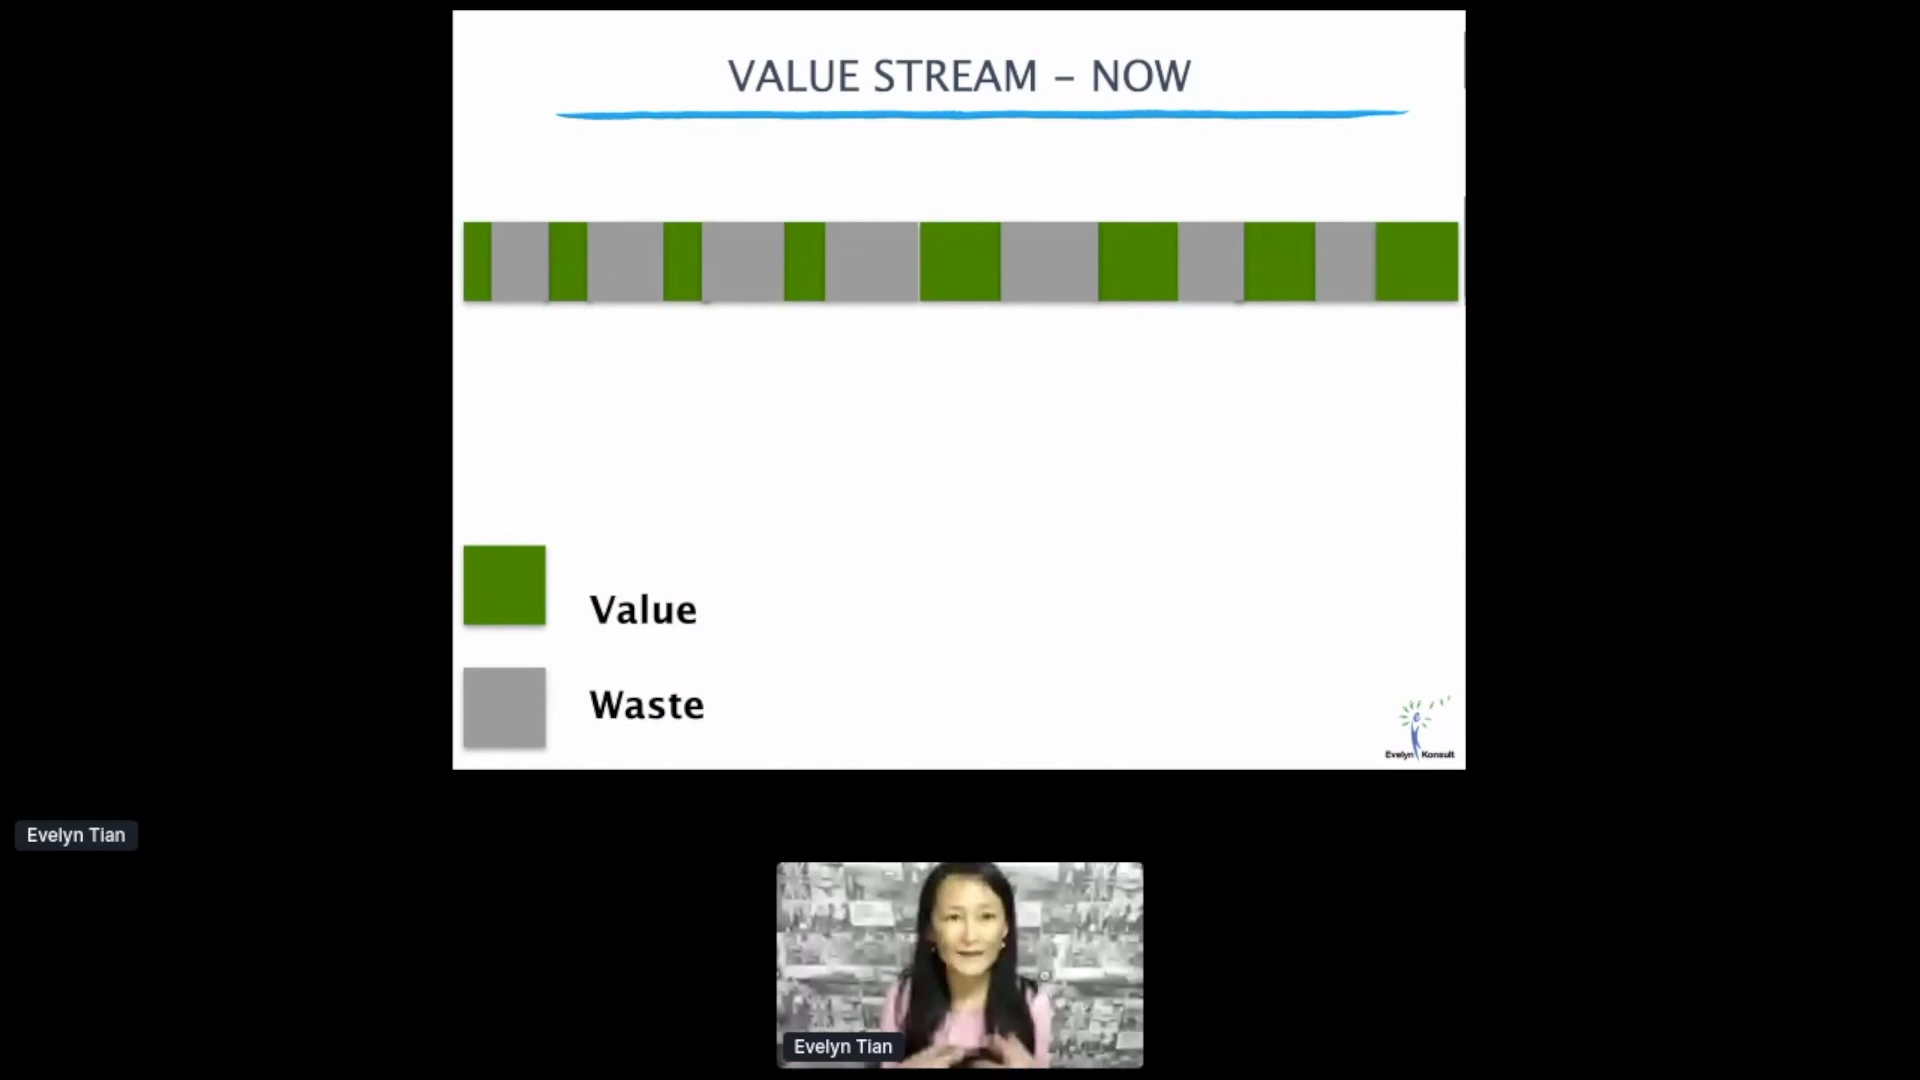 VALUE STREAM – NOW
Value
Waste
Evelyn Konsult
Evelyn Tian
Evelyn Tian